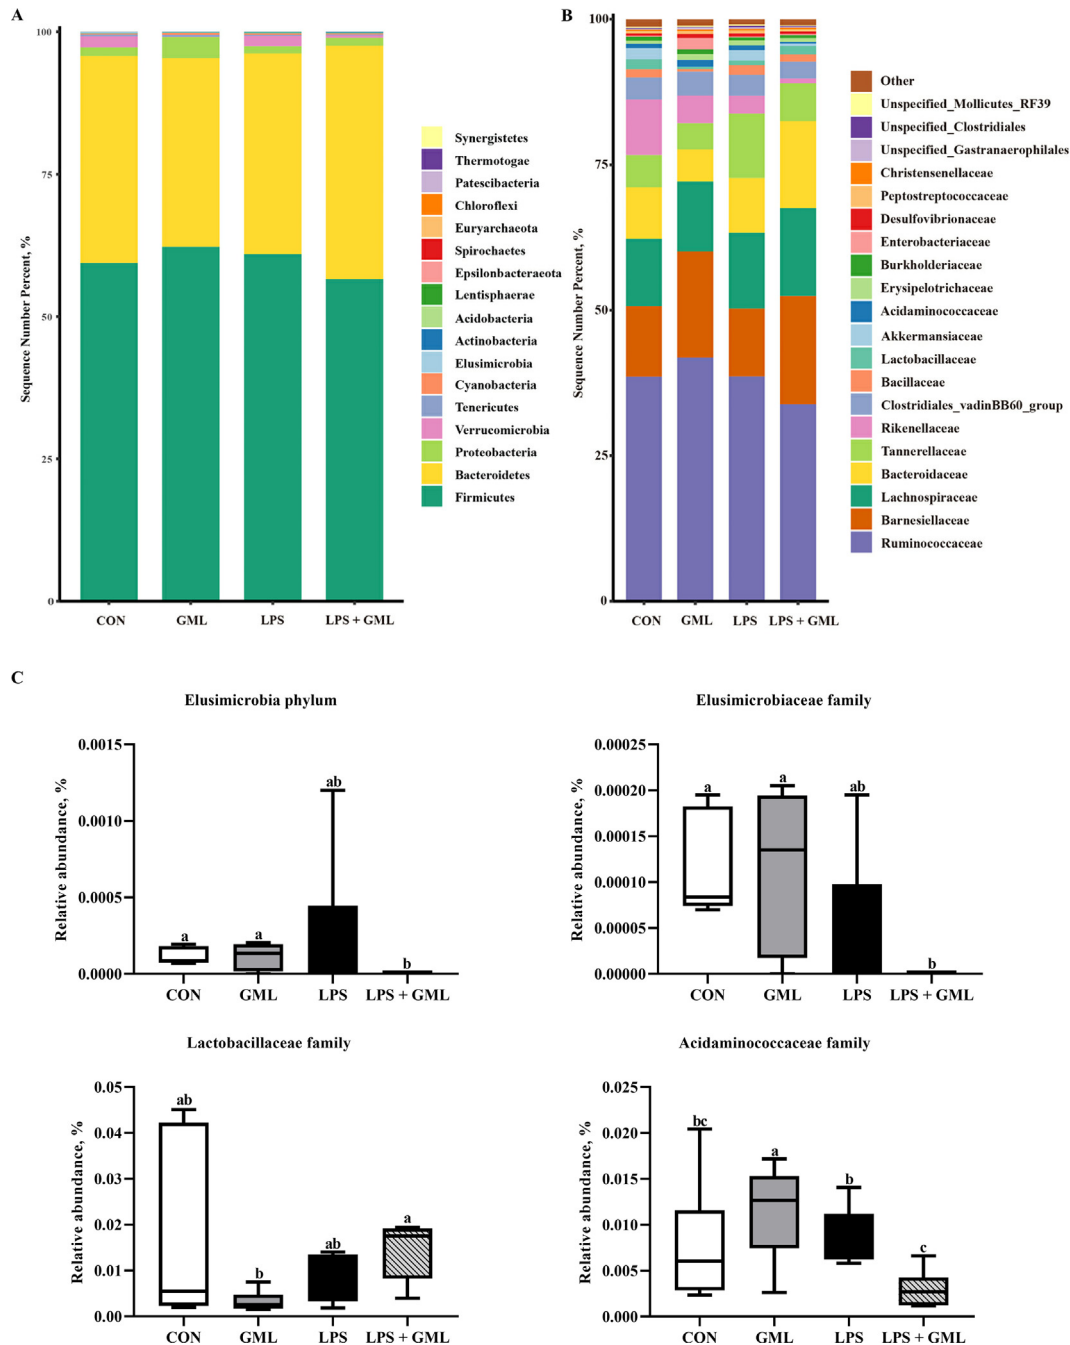 A
Sequence Number Percent, %
100
75
50
25
0
CON
GML
LPS
LPS + GML
Synergistetes
Thermotogae
Patescibacteria
Chloroflexi
Euryarchaeota
Spirochaetes
Epsilonbacteraeota
Lentisphaerae
Acidobacteria
Actinobacteria
Elusimicrobia
Cyanobacteria
Tenericutes
Verrucomicrobia
Proteobacteria
Bacteroidetes
Firmicutes
B
Sequence Number Percent, %
100
75
50
25
0
CON
GML
LPS
LPS + GML
Other
Unspecified_Mollicutes_RF39
Unspecified_Clostridiales
Unspecified_Gastranaerophilales
Christensenellaceae
Peptostreptococcaceae
Desulfovibrionaceae
Enterobacteriaceae
Burkholderiaceae
Erysipelotrichaceae
Acidaminococcaceae
Akkermansiaceae
Lactobacillaceae
Bacillaceae
Clostridiales_vadinBB60_group
Rikenellaceae
Tannerellaceae
Bacteroidaceae
Lachnospiraceae
Barnesiellaceae
Ruminococcaceae
C
Elusimicrobia phylum
Relative abundance, %
0.0015
0.0010
0.0005
0.0000
a
a
ab
b
CON
GML
LPS
LPS + GML
Elusimicrobiaceae family
Relative abundance, %
0.00025
0.00020
0.00015
0.00010
0.00005
0.00000
a
a
ab
b
CON
GML
LPS
LPS + GML
Lactobacillaceae family
Relative abundance, %
0.05
0.04
0.03
0.02
0.01
0.00
ab
b
ab
a
CON
GML
LPS
LPS + GML
Acidaminococcaceae family
Relative abundance, %
0.025
0.020
0.015
0.010
0.005
0.000
bc
a
b
c
CON
GML
LPS
LPS + GML